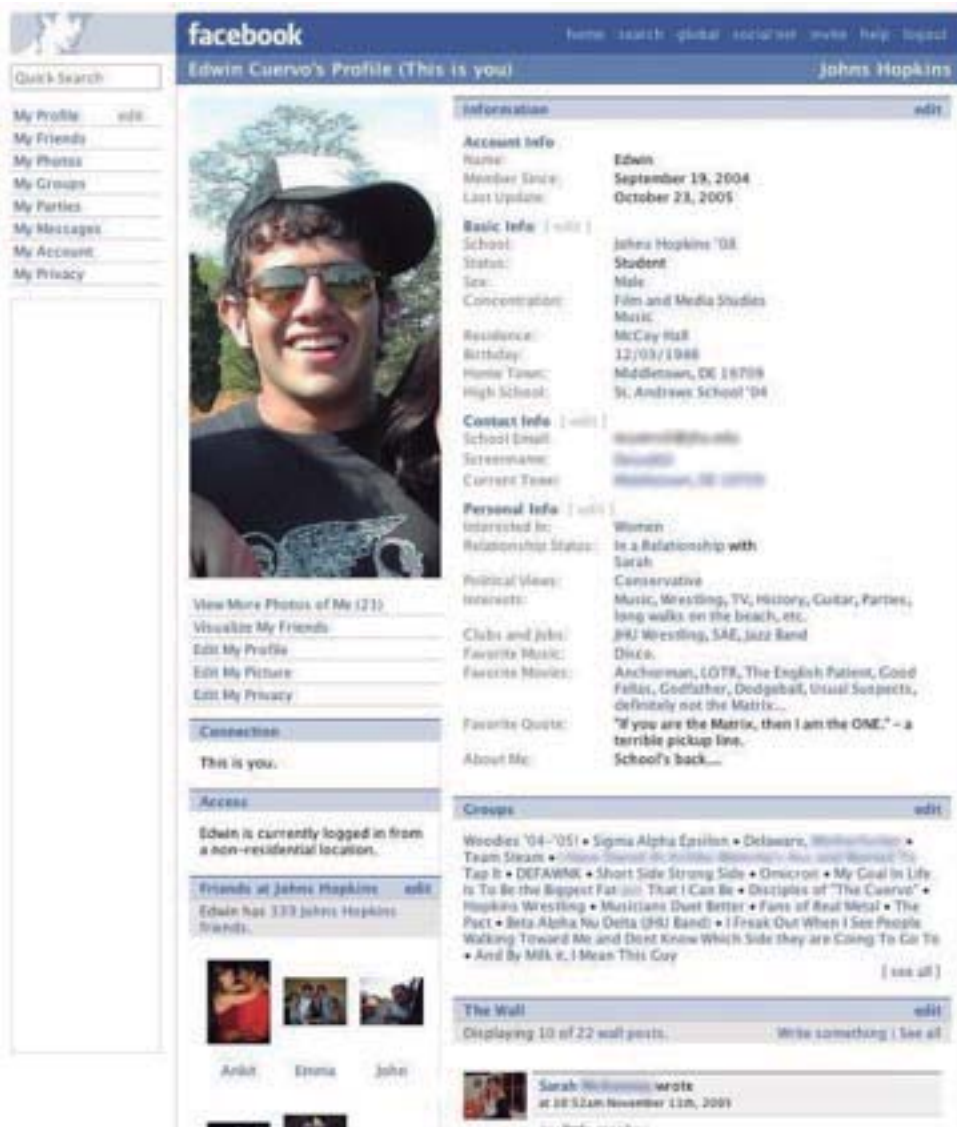 facebook
home search global social net invite help logout
Edwin Cuervo's Profile (This is you)
Johns Hopkins
Quick Search
My Profile edit
My Friends
My Photos
My Groups
My Parties
My Messages
My Account
My Privacy
View More Photos of Me (21)
Visualize My Friends
Edit My Profile
Edit My Picture
Edit My Privacy
Connection
This is you.
Access
Edwin is currently logged in from
a non-residential location.
Friends at Johns Hopkins edit
Edwin has 339 Johns Hopkins
friends.
Ankit Emma John
Information edit
Account Info
Name: Edwin
Member Since: September 19, 2004
Last Update: October 23, 2005
Basic Info [ edit ]
School: Johns Hopkins '08
Status: Student
Sex: Male
Concentration: Film and Media Studies
Music
Residence: McCoy Hall
Birthday: 12/03/1986
Home Town: Middletown, DE 19709
High School: St. Andrews School '04
Contact Info [ edit ]
School Email:
Screenname:
Current Town:
Personal Info [ edit ]
Interested In: Women
Relationship Status: In a Relationship with
Sarah
Political Views: Conservative
Interests: Music, Wrestling, TV, History, Guitar, Parties,
long walks on the beach, etc.
Clubs and Jobs: JHU Wrestling, SAE, Jazz Band
Favorite Music: Disco.
Favorite Movies: Anchorman, LOTR, The English Patient, Good
Fellas, Godfather, Dodgeball, Usual Suspects,
definitely not the Matrix...
Favorite Quote: "If you are the Matrix, then I am the ONE." - a
terrible pickup line.
About Me: School's back....
Groups edit
Woodies '04-'05! • Sigma Alpha Epsilon • Delaware, •
Team Steam •
Tap It • DEFAWNK • Short Side Strong Side • Omicron • My Goal In Life
Is To Be the Biggest Fat That I Can Be • Disciples of "The Cuervo" •
Hopkins Wrestling • Musicians Duet Better • Fans of Real Metal • The
Pact • Beta Alpha Nu Delta (JHU Band) • I Freak Out When I See People
Walking Toward Me and Dont Know Which Side they are Going To Go To
• And By Milk it, I Mean This Guy
[ see all ]
The Wall edit
Displaying 10 of 22 wall posts. Write something | See all
Sarah wrote
at 10:52am November 11th, 2005